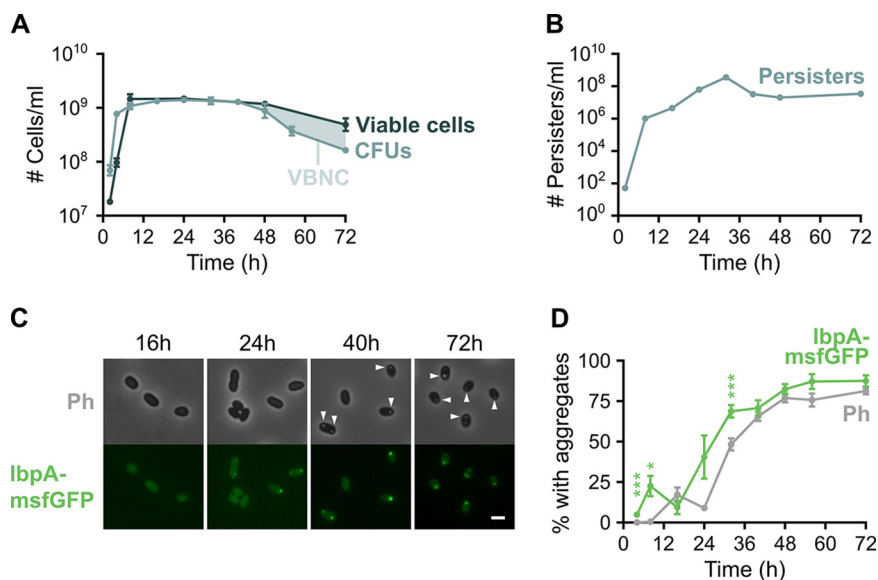 A
# Cells/ml
10^10
10^9
10^8
10^7
0 12 24 36 48 60 72
Time (h)
Viable cells
CFUs
VBNC
B
# Persisters/ml
10^10
10^8
10^6
10^4
10^2
10^0
0 12 24 36 48 60 72
Time (h)
Persisters
C
16h 24h 40h 72h
Ph
IbpA-
msfGFP
D
% with aggregates
100
75
50
25
0
0 12 24 36 48 60 72
Time (h)
IbpA-
msfGFP
Ph
***
*
***